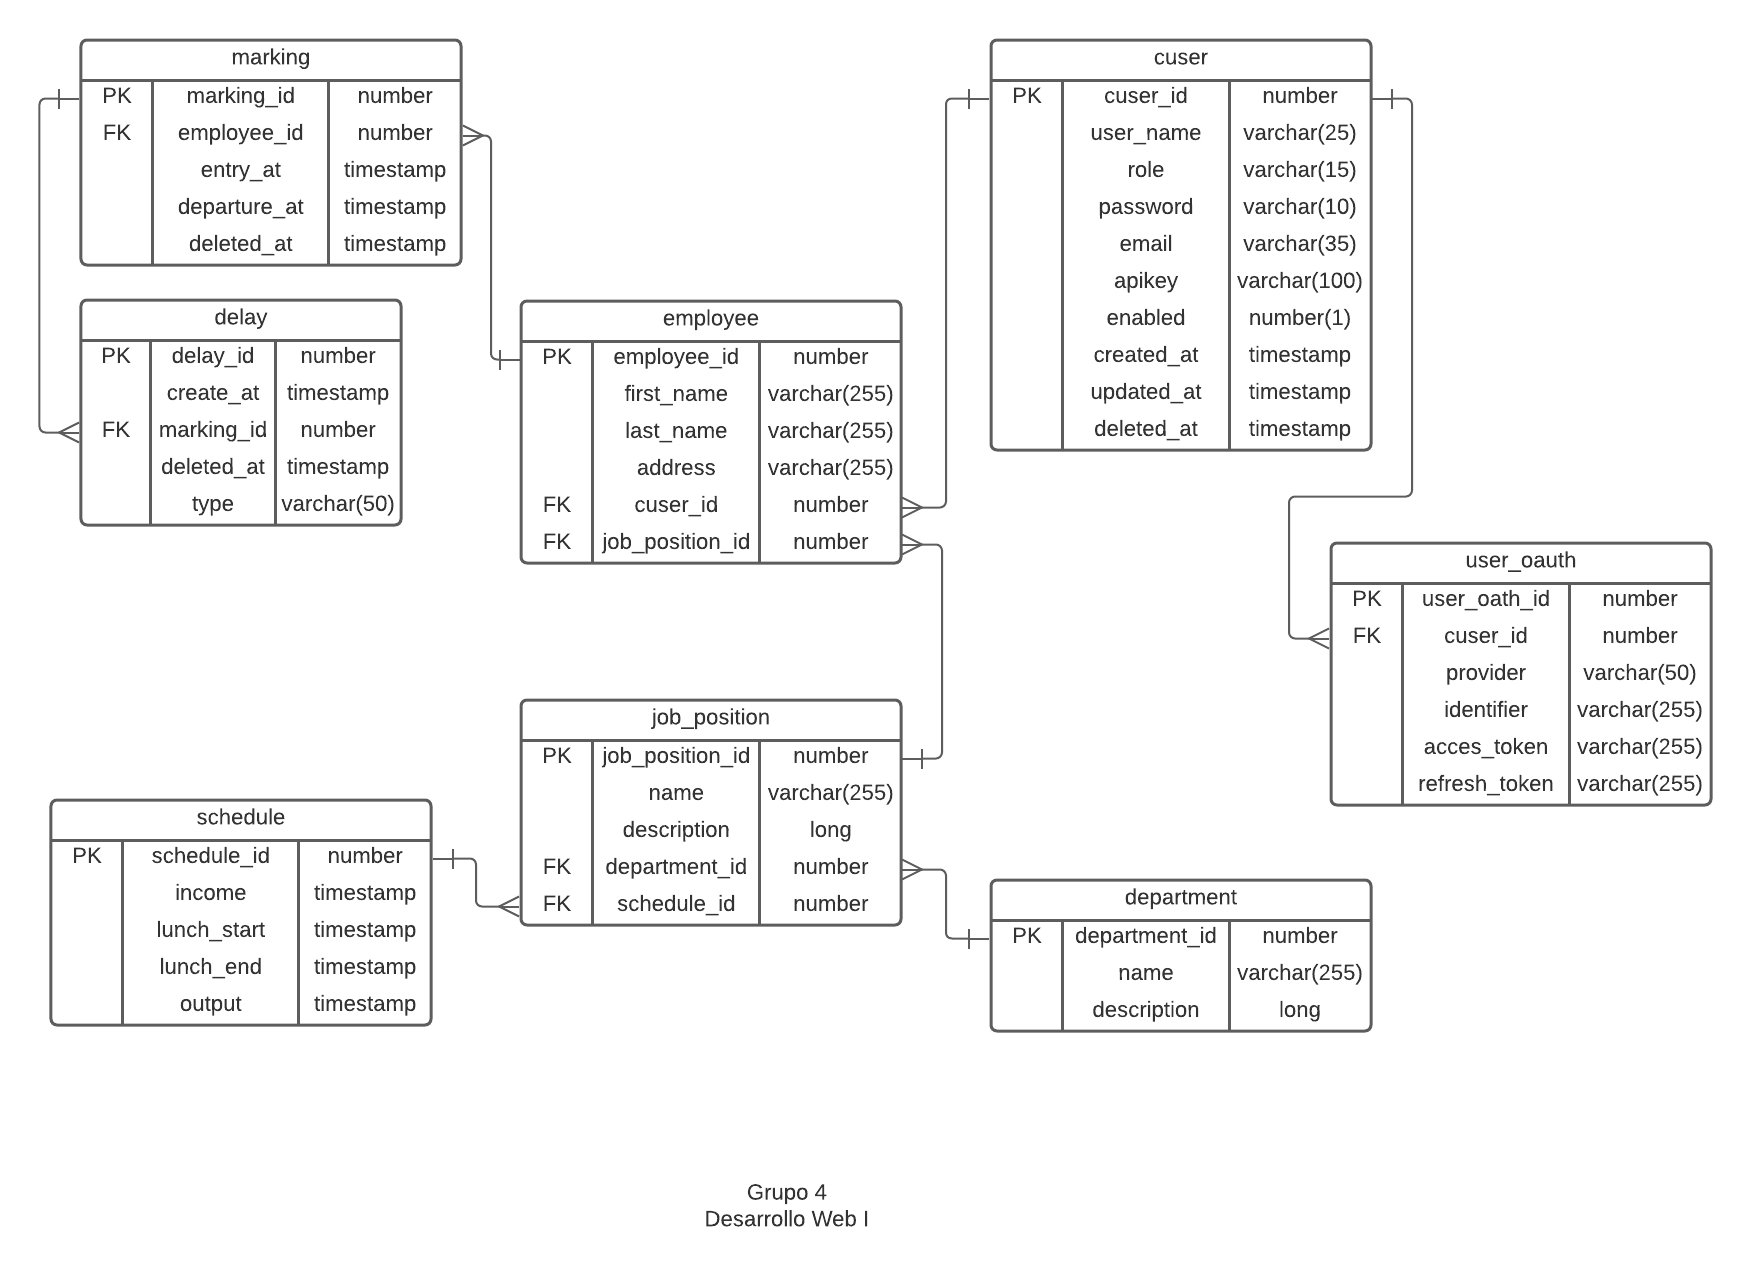 marking
PK marking_id number
FK employee_id number
entry_at timestamp
departure_at timestamp
deleted_at timestamp
delay
PK delay_id number
create_at timestamp
FK marking_id number
deleted_at timestamp
type varchar(50)
employee
PK employee_id number
first_name varchar(255)
last_name varchar(255)
address varchar(255)
FK cuser_id number
FK job_position_id number
cuser
PK cuser_id number
user_name varchar(25)
role varchar(15)
password varchar(10)
email varchar(35)
apikey varchar(100)
enabled number(1)
created_at timestamp
updated_at timestamp
deleted_at timestamp
user_oauth
PK user_oath_id number
FK cuser_id number
provider varchar(50)
identifier varchar(255)
acces_token varchar(255)
refresh_token varchar(255)
job_position
PK job_position_id number
name varchar(255)
description long
FK department_id number
FK schedule_id number
schedule
PK schedule_id number
income timestamp
lunch_start timestamp
lunch_end timestamp
output timestamp
department
PK department_id number
name varchar(255)
description long
Grupo 4
Desarrollo Web I